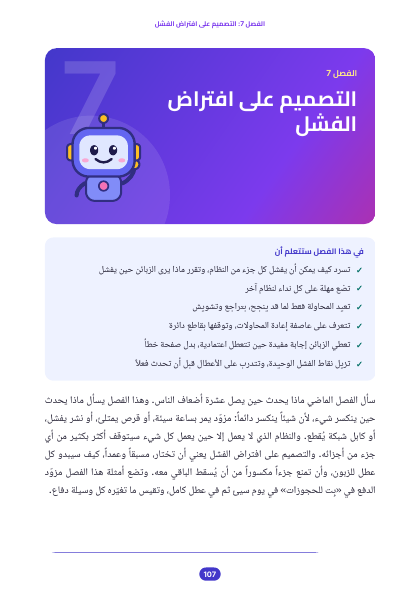 الفصل 7: التصميم على افتراض الفشل
7
الفصل 7
التصميم على افتراض
الفشل
في هذا الفصل ستتعلم أن
✓ تسرد كيف يمكن أن يفشل كل جزء من النظام، وتقرر ماذا يرى الزبائن حين يفشل
✓ تضع مهلة على كل نداء لنظام آخر
✓ تعيد المحاولة فقط لما قد ينجح، بتراجع وتشويش
✓ تتعرف على عاصفة إعادة المحاولات، وتوقفها بقاطع دائرة
✓ تعطي الزبائن إجابة مفيدة حين تتعطل اعتمادية، بدل صفحة خطأ
✓ تزيل نقاط الفشل الوحيدة، وتتدرب على الأعطال قبل أن تحدث فعلاً
سأل الفصل الماضي ماذا يحدث حين يصل عشرة أضعاف الناس. وهذا الفصل يسأل ماذا يحدث
حين ينكسر شيء، لأن شيئاً ينكسر دائماً: مزوّد يمر بساعة سيئة، أو قرص يمتلئ، أو نشر يفشل،
أو كابل شبكة يُقطع. والنظام الذي لا يعمل إلا حين يعمل كل شيء سيتوقف أكثر بكثير من أي
جزء من أجزائه. والتصميم على افتراض الفشل يعني أن تختار، مسبقاً وعمداً، كيف سيبدو كل
عطل للزبون، وأن تمنع جزءاً مكسوراً من أن يُسقط الباقي معه. وتضع أمثلة هذا الفصل مزوّد
الدفع في «بِت للحجوزات» في يوم سيئ ثم في عطل كامل، وتقيس ما تغيّره كل وسيلة دفاع.
107